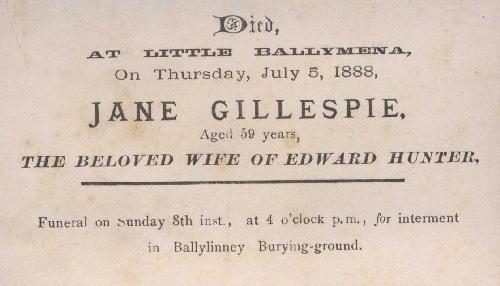 Died,
AT LITTLE BALLYMENA,
On Thursday, July 5, 1888,
JANE GILLESPIE,
Aged 59 years,
THE BELOVED WIFE OF EDWARD HUNTER,
Funeral on Sunday 8th inst., at 4 o'clock p.m., for interment
in Ballylinney Burying-ground.